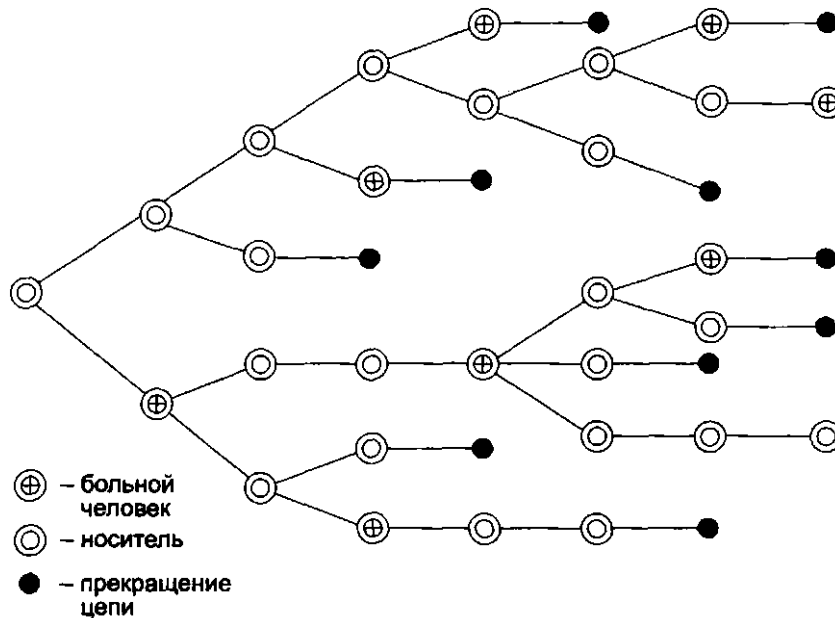 – больной
человек
– носитель
– прекращение
цепи